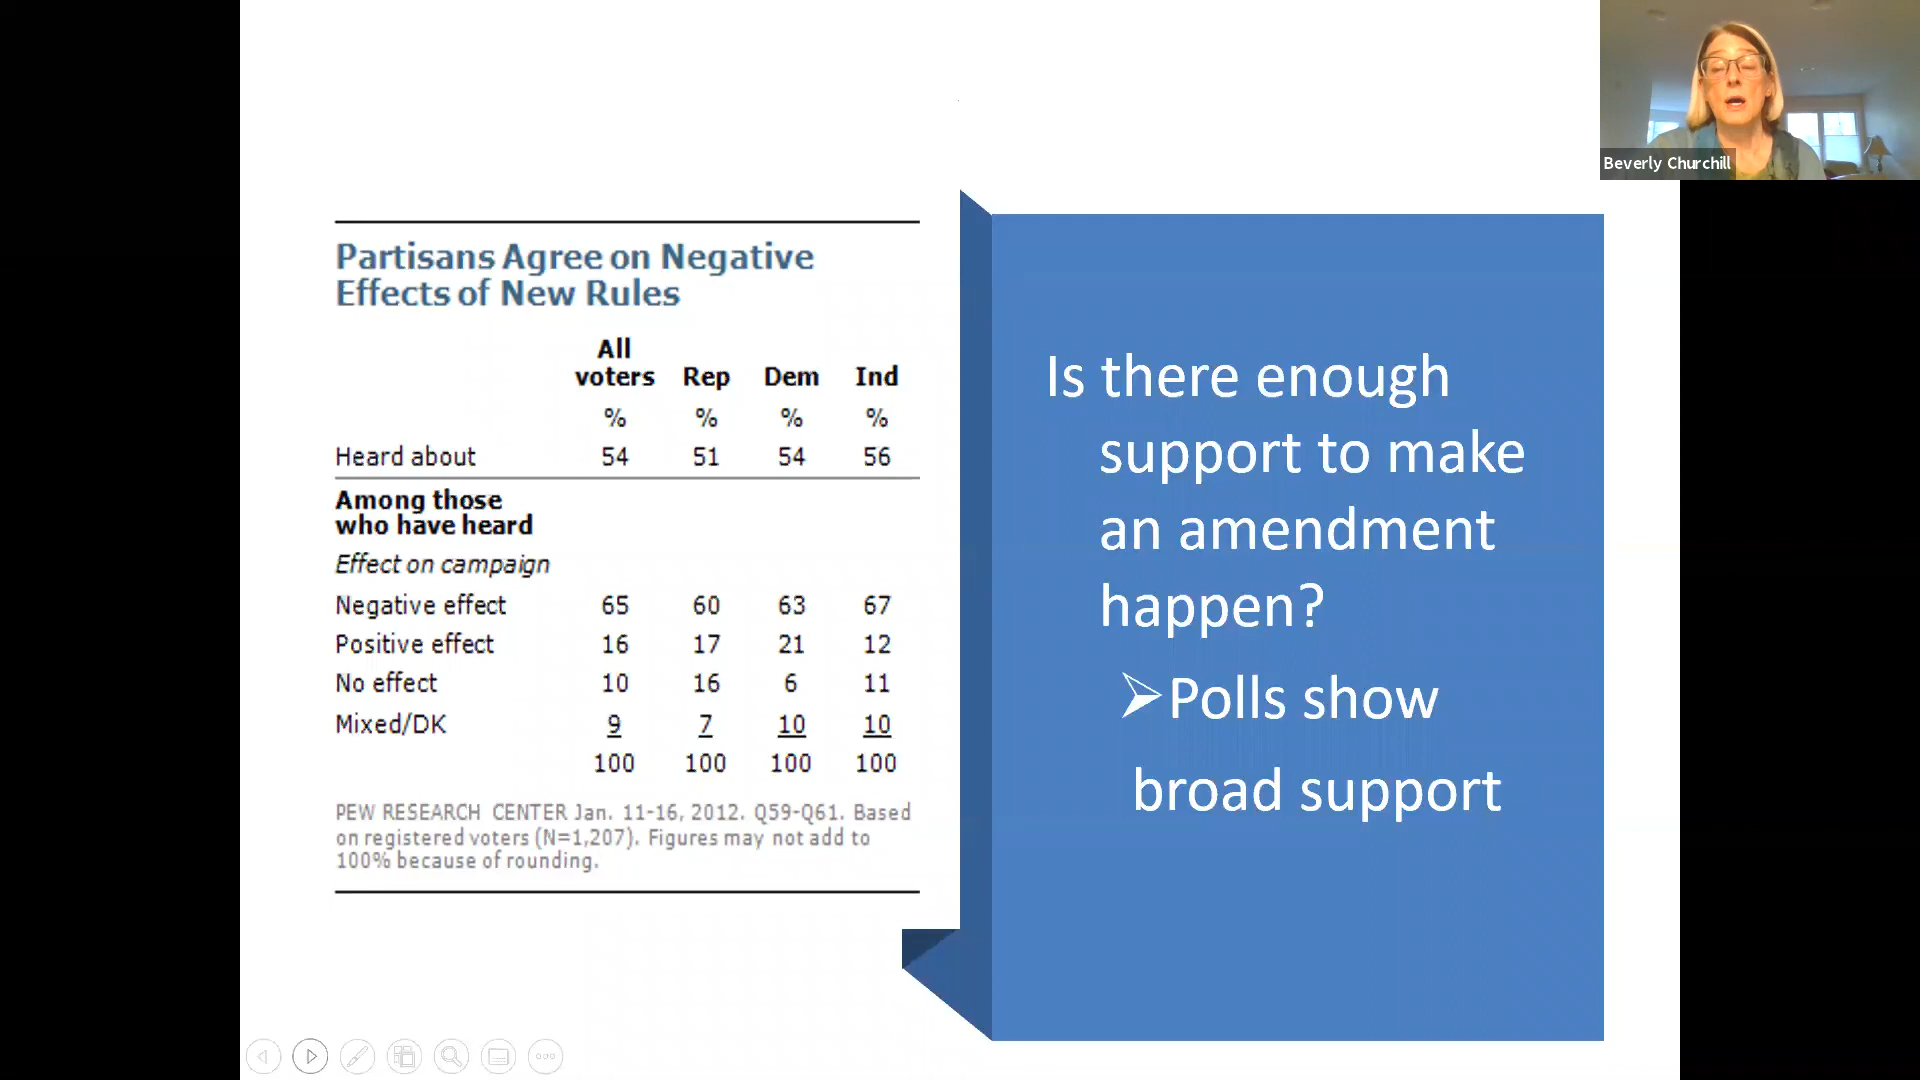 Beverly Churchill
Partisans Agree on Negative
Effects of New Rules
All
voters Rep Dem Ind
% % % %
Heard about 54 51 54 56
Among those
who have heard
Effect on campaign
Negative effect 65 60 63 67
Positive effect 16 17 21 12
No effect 10 16 6 11
Mixed/DK 9 7 10 10
100 100 100 100
PEW RESEARCH CENTER Jan. 11-16, 2012. Q59-Q61. Based
on registered voters (N=1,207). Figures may not add to
100% because of rounding.
Is there enough
support to make
an amendment
happen?
➢Polls show
broad support